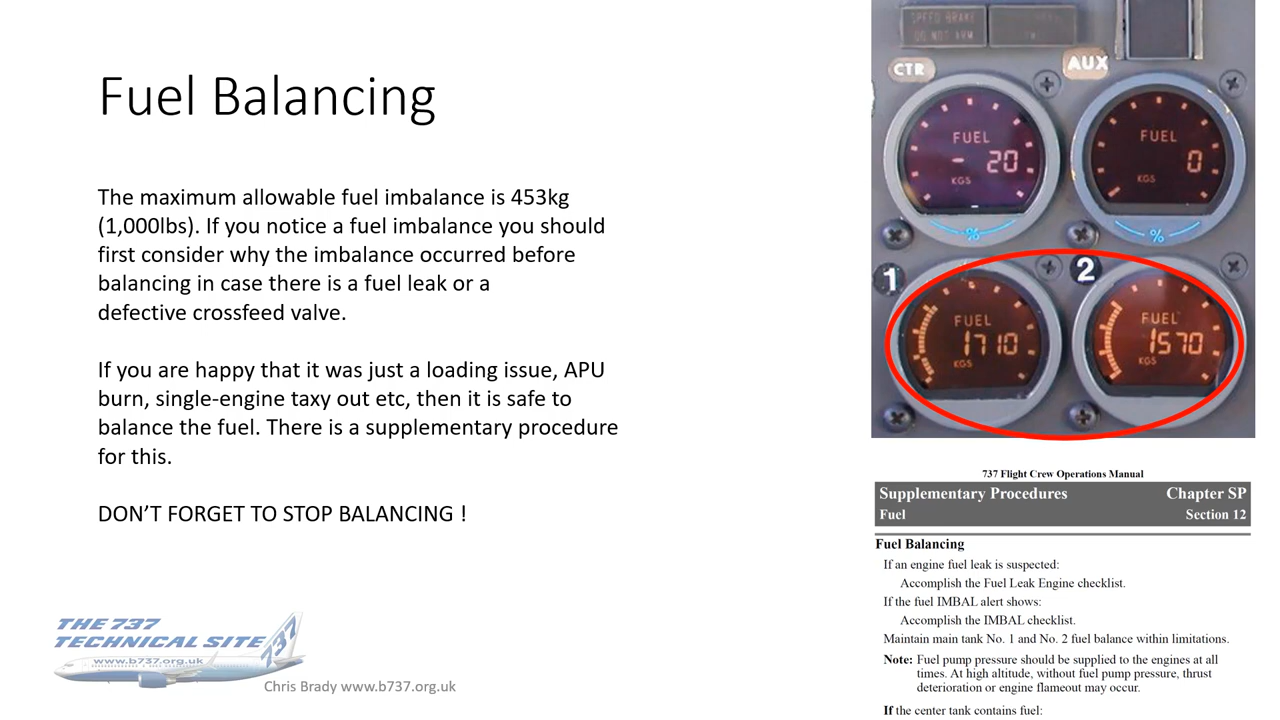 Fuel Balancing
The maximum allowable fuel imbalance is 453kg
(1,000lbs). If you notice a fuel imbalance you should
first consider why the imbalance occurred before
balancing in case there is a fuel leak or a
defective crossfeed valve.
If you are happy that it was just a loading issue, APU
burn, single-engine taxy out etc, then it is safe to
balance the fuel. There is a supplementary procedure
for this.
DON’T FORGET TO STOP BALANCING !
THE 737
TECHNICAL SITE
737
www.b737.org.uk
Chris Brady www.b737.org.uk
SPEED BRAKE
DO NOT ARM
CTR
AUX
FUEL
- 20
KGS
%
FUEL
0
KGS
%
1
2
FUEL
1710
KGS
FUEL
1570
KGS
737 Flight Crew Operations Manual
Supplementary Procedures Chapter SP
Fuel Section 12
Fuel Balancing
If an engine fuel leak is suspected:
Accomplish the Fuel Leak Engine checklist.
If the fuel IMBAL alert shows:
Accomplish the IMBAL checklist.
Maintain main tank No. 1 and No. 2 fuel balance within limitations.
Note: Fuel pump pressure should be supplied to the engines at all
times. At high altitude, without fuel pump pressure, thrust
deterioration or engine flameout may occur.
If the center tank contains fuel: